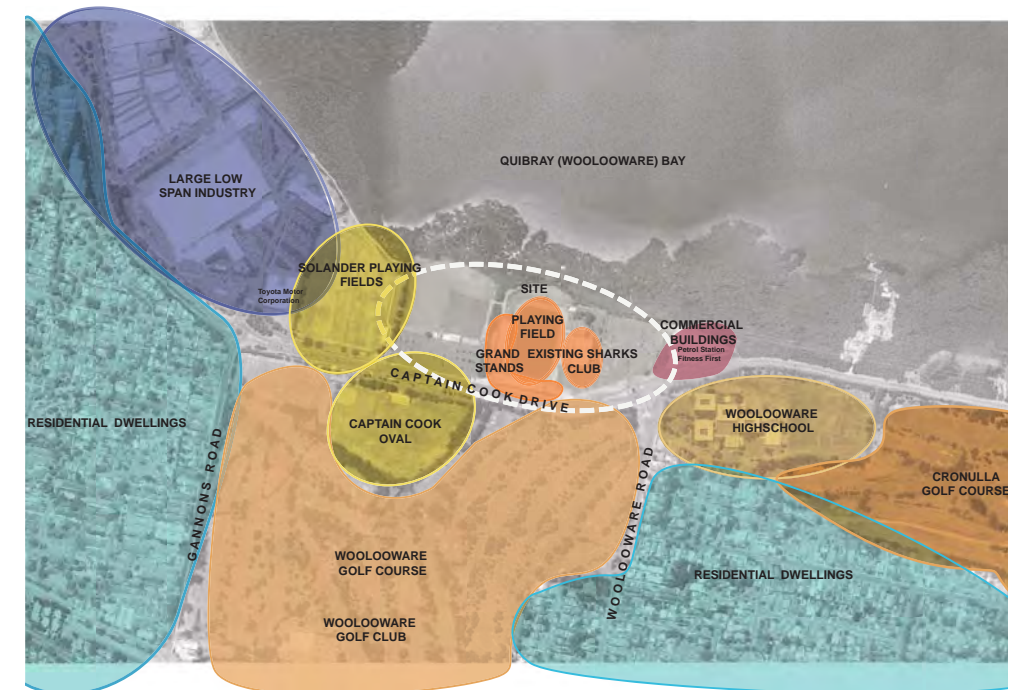 QUIBRAY (WOOLOOWARE) BAY
LARGE LOW
SPAN INDUSTRY
SOLANDER PLAYING
FIELDS
Toyota Motor
Corporation
SITE
PLAYING
FIELD
GRAND
STANDS
EXISTING SHARKS
CLUB
COMMERCIAL
BUILDINGS
Petrol Station
Fitness First
CAPTAIN COOK DRIVE
CAPTAIN COOK
OVAL
WOOLOOWARE
HIGHSCHOOL
RESIDENTIAL DWELLINGS
GANNONS ROAD
WOOLOOWARE ROAD
CRONULLA
GOLF COURSE
WOOLOOWARE
GOLF COURSE
RESIDENTIAL DWELLINGS
WOOLOOWARE
GOLF CLUB